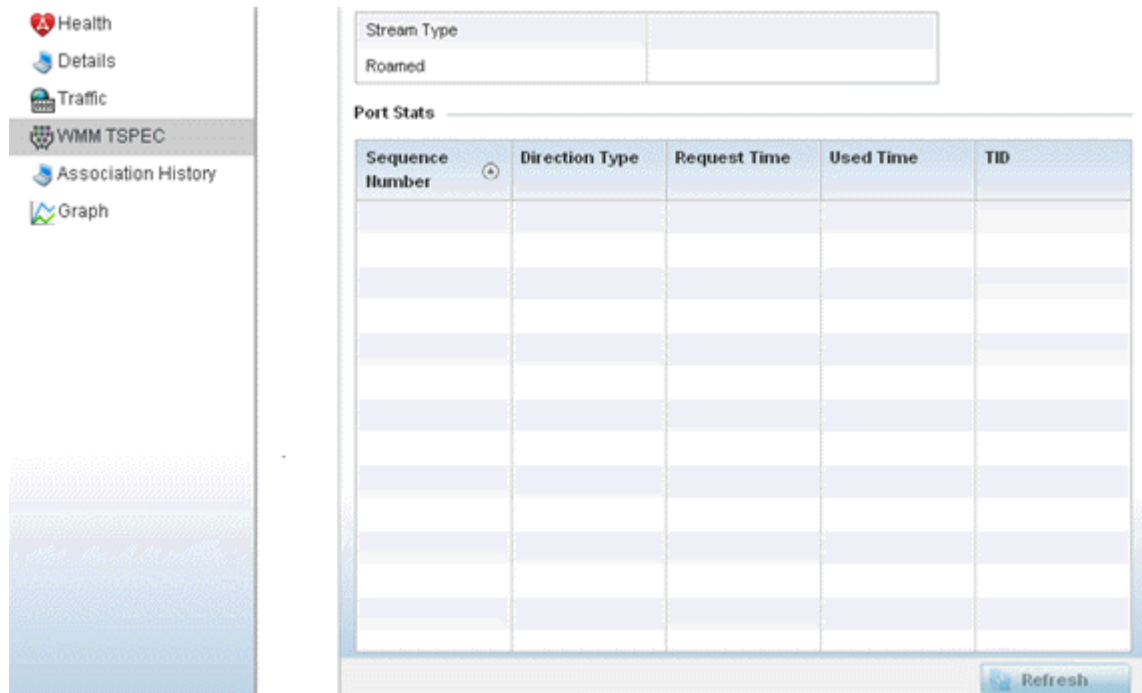 Health
Details
Traffic
WMM TSPEC
Association History
Graph
Stream Type
Roamed
Port Stats
Sequence Number
Direction Type
Request Time
Used Time
TID
Refresh